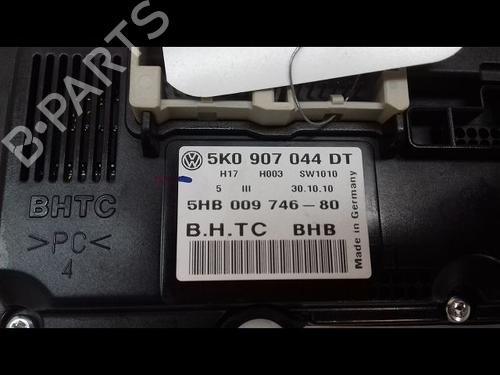 B-PARTS
5K0 907 044 DT
H17 H003 SW1010
5 III 30.10.10
5HB 009 746-80
B.H.TC BHB
Made in Germany
BHTC
>PC<
4